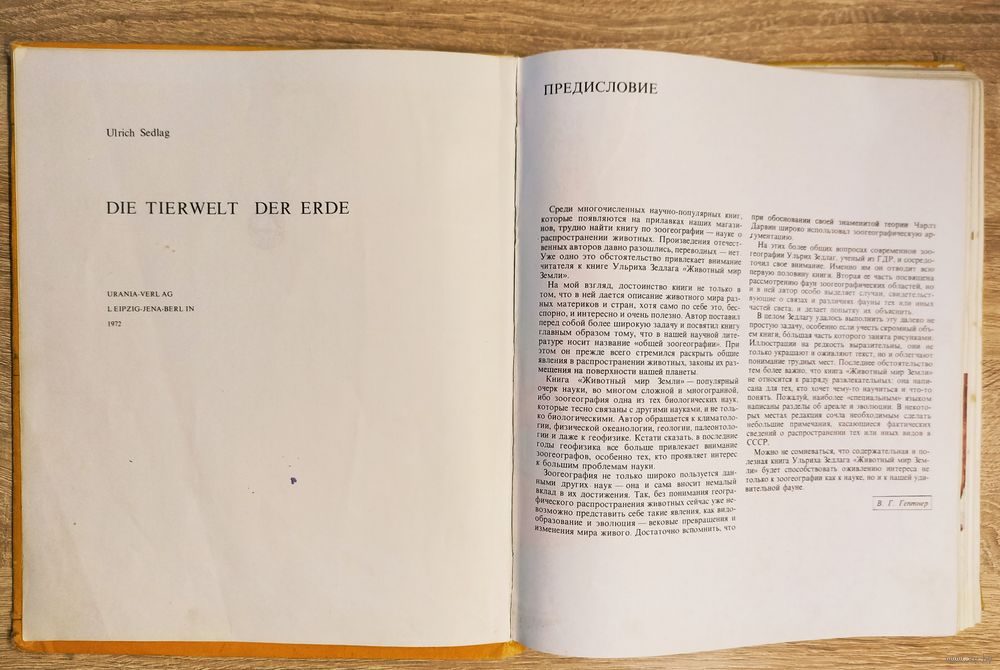 Ulrich Sedlag
DIE TIERWELT DER ERDE
URANIA-VERLAG
LEIPZIG-JENA-BERLIN
1972
ПРЕДИСЛОВИЕ
Среди многочисленных научно-популярных книг,
которые появляются на прилавках наших магази-
нов, трудно найти книгу по зоогеографии — науке о
распространении животных. Произведения отечест-
венных авторов давно разошлись, переводных — нет.
Уже одно это обстоятельство привлекает внимание
читателя к книге Ульриха Зедлага «Животный мир
Земли».
На мой взгляд, достоинство книги не только в
том, что в ней дается описание животного мира раз-
ных материков и стран, хотя само по себе это, бес-
спорно, и интересно и очень полезно. Автор поставил
перед собой более широкую задачу и посвятил книгу
главным образом тому, что в нашей научной лите-
ратуре носит название «общей зоогеографии». При
этом он прежде всего стремился раскрыть общие
явления в распространении животных, законы их раз-
мещения на поверхности нашей планеты.
Книга «Животный мир Земли» — популярный
очерк науки, во многом сложной и многогранной,
ибо зоогеография одна из тех биологических наук,
которые тесно связаны с другими науками, и не толь-
ко биологическими. Автор обращается к климатоло-
гии, физической океанологии, геологии, палеонтоло-
гии и даже к геофизике. Кстати сказать, в последние
годы геофизика все больше привлекает внимание
зоогеографов, особенно тех, кто проявляет интерес
к большим проблемам науки.
Зоогеография не только широко пользуется дан-
ными других наук — она и сама вносит немалый
вклад в их достижения. Так, без понимания геогра-
фического распространения животных сейчас уже не-
возможно представить себе такие явления, как видо-
образование и эволюция — вековые превращения и
изменения мира живого. Достаточно вспомнить, что
при обосновании своей знаменитой теории Чарлз
Дарвин широко использовал зоогеографическую ар-
гументацию.
На этих более общих вопросах современной зоо-
географии Ульрих Зедлаг, ученый из ГДР, и сосредо-
точил свое внимание. Именно им он отводит всю
первую половину книги. Вторая ее часть посвящена
рассмотрению фаун зоогеографических областей, но
и в ней автор особо выделяет случаи, свидетельст-
вующие о связах и различиях фауны тех или иных
частей света, и делает попытку их объяснить.
В целом Зедлагу удалось выполнить эту далеко не
простую задачу, особенно если учесть скромный объ-
ем книги, большая часть которого занята рисунками.
Иллюстрации на редкость выразительны, они не
только украшают и оживляют текст, но и облегчают
понимание трудных мест. Последнее обстоятельство
тем более важно, что книга «Животный мир Земли»
не относится к разряду развлекательных: она напи-
сана для тех, кто хочет чему-то научиться и что-то
понять. Пожалуй, наиболее «специальным» языком
написаны разделы об ареале и эволюции. В некото-
рых местах редакция сочла необходимым сделать
небольшие примечания, касающиеся фактических
сведений о распространении тех или иных видов в
СССР.
Можно не сомневаться, что содержательная и по-
лезная книга Ульриха Зедлага «Животный мир Зем-
ли» будет способствовать оживлению интереса не
только к зоогеографии как к науке, но и к нашей уди-
вительной фауне.
В. Г. Гептнер